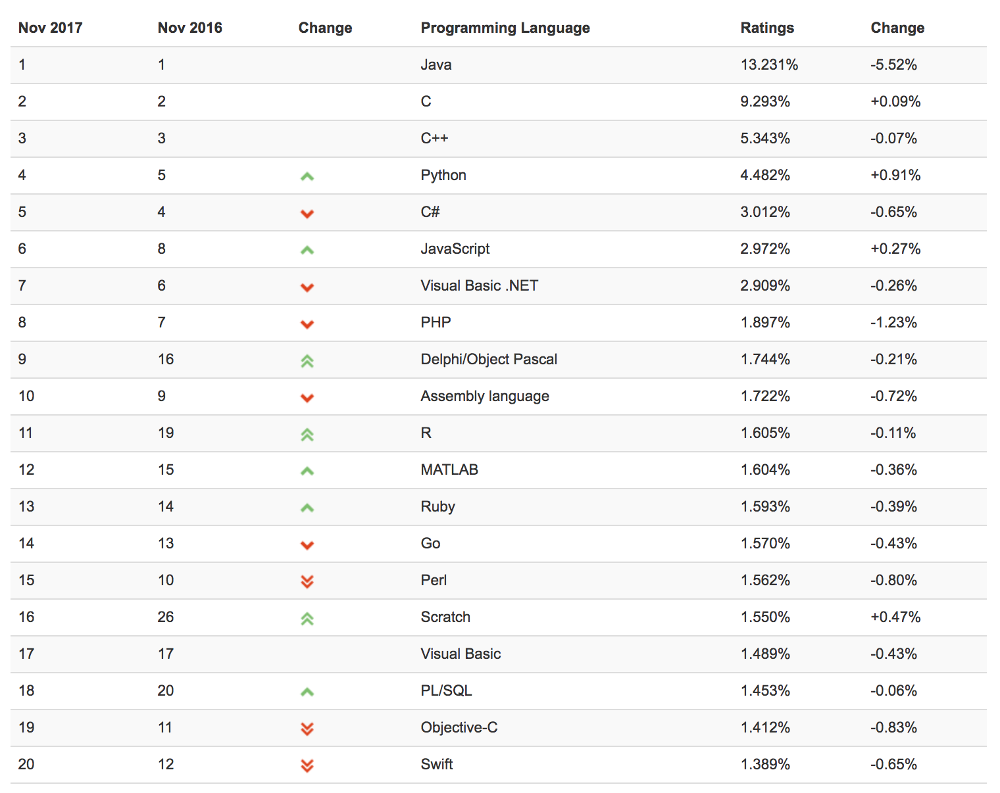 Nov 2017 Nov 2016 Change Programming Language Ratings Change
1 1 Java 13.231% -5.52%
2 2 C 9.293% +0.09%
3 3 C++ 5.343% -0.07%
4 5 Python 4.482% +0.91%
5 4 C# 3.012% -0.65%
6 8 JavaScript 2.972% +0.27%
7 6 Visual Basic .NET 2.909% -0.26%
8 7 PHP 1.897% -1.23%
9 16 Delphi/Object Pascal 1.744% -0.21%
10 9 Assembly language 1.722% -0.72%
11 19 R 1.605% -0.11%
12 15 MATLAB 1.604% -0.36%
13 14 Ruby 1.593% -0.39%
14 13 Go 1.570% -0.43%
15 10 Perl 1.562% -0.80%
16 26 Scratch 1.550% +0.47%
17 17 Visual Basic 1.489% -0.43%
18 20 PL/SQL 1.453% -0.06%
19 11 Objective-C 1.412% -0.83%
20 12 Swift 1.389% -0.65%